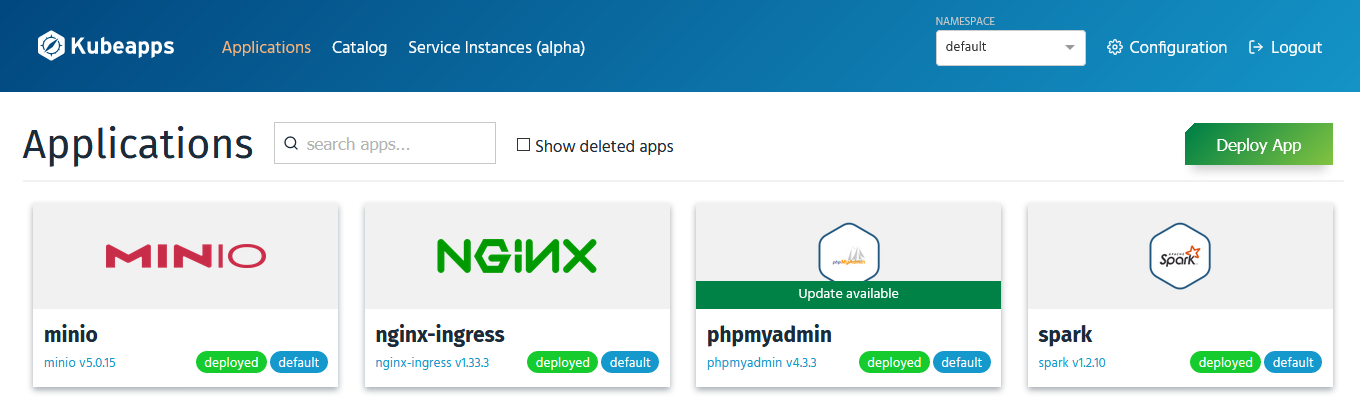 NAMESPACE
Kubeapps Applications Catalog Service Instances (alpha) default Configuration Logout
Applications search apps... Show deleted apps Deploy App
MINIO NGiNX phpMyAdmin APACHE Spark
Update available
minio nginx-ingress phpmyadmin spark
minio v5.0.15 deployed default nginx-ingress v1.33.3 deployed default phpmyadmin v4.3.3 deployed default spark v1.2.10 deployed default